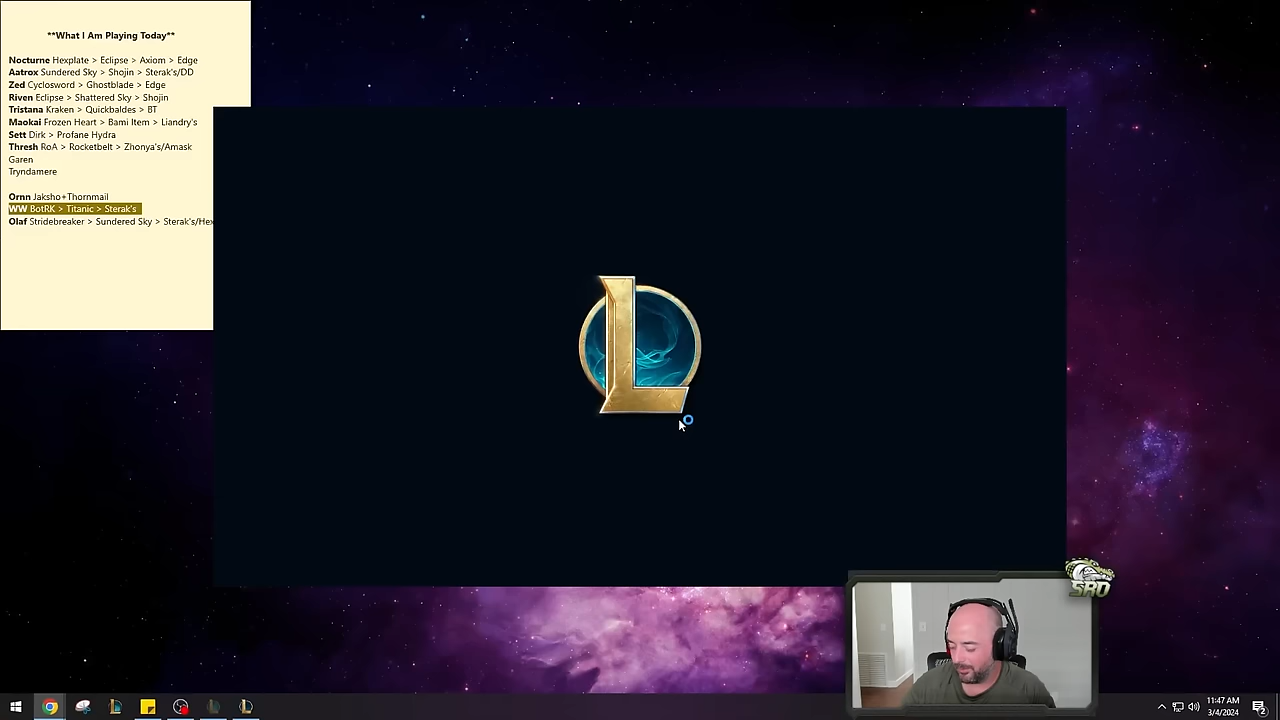 **What I Am Playing Today**
Nocturne Hexplate > Eclipse > Axiom > Edge
Aatrox Sundered Sky > Shojin > Sterak's/DD
Zed Cyclosword > Ghostblade > Edge
Riven Eclipse > Shattered Sky > Shojin
Tristana Kraken > Quickbaldes > BT
Maokai Frozen Heart > Bami Item > Liandry's
Sett Dirk > Profane Hydra
Thresh RoA > Rocketbelt > Zhonya's/Amask
Garen
Tryndamere
Ornn Jaksho+Thornmail
WW BotRK > Titanic > Sterak's
Olaf Stridebreaker > Sundered Sky > Sterak's/Hex
L
SRO
11:47 AM
3/4/2024